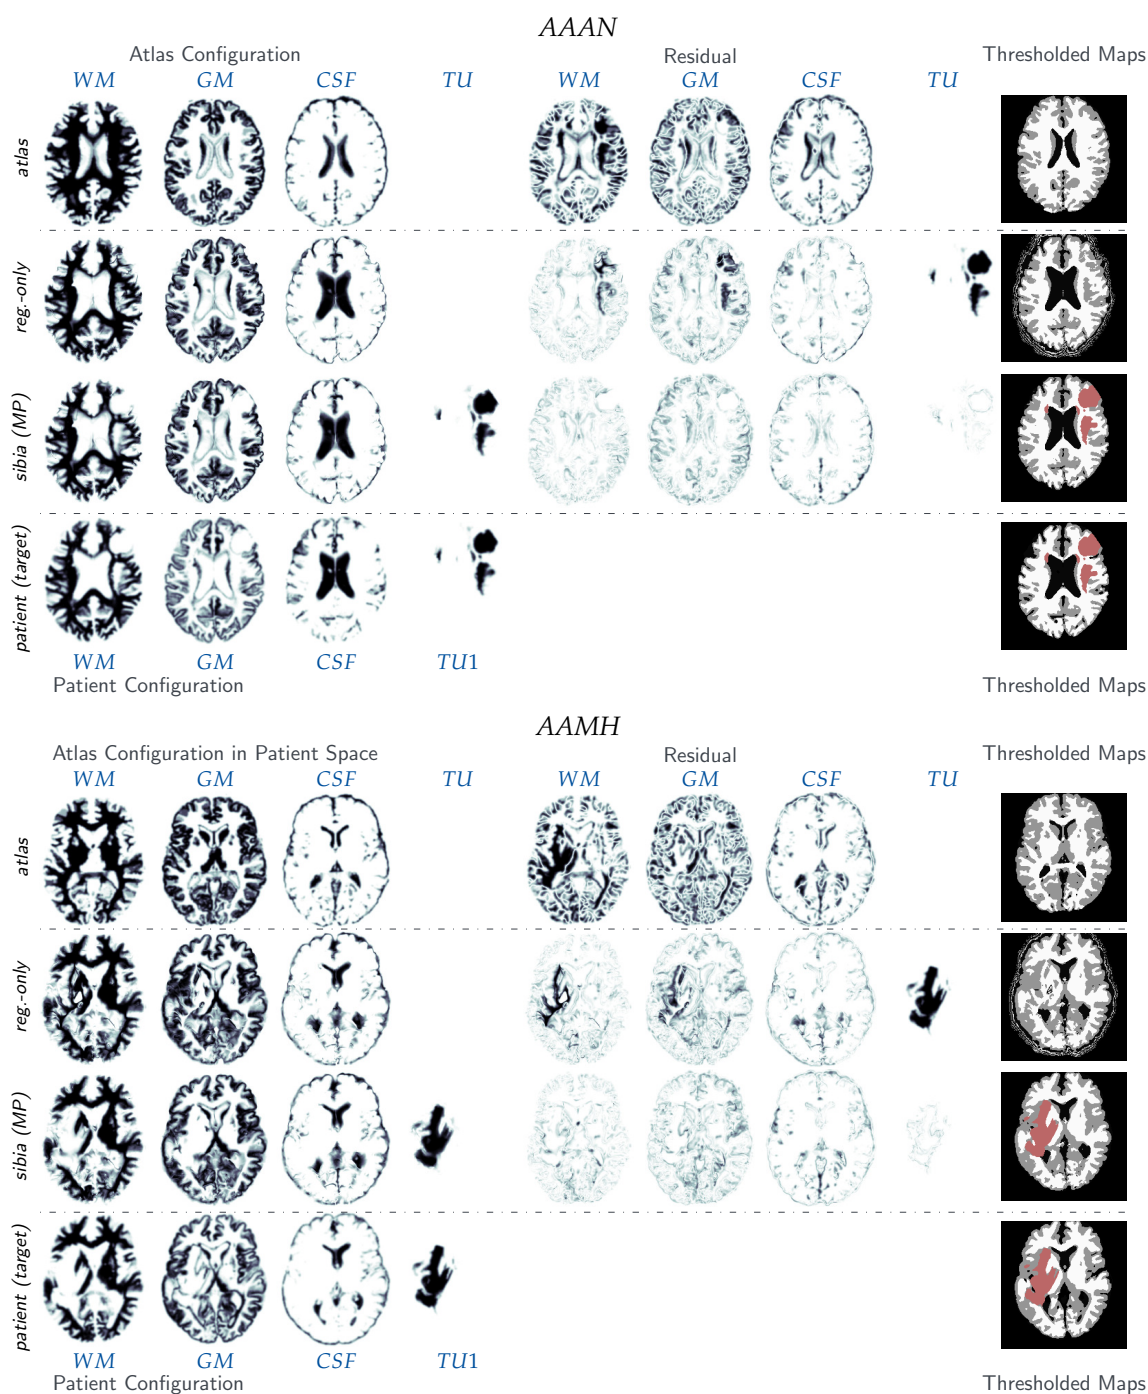 AAAN
Atlas Configuration Residual Thresholded Maps
WM GM CSF TU WM GM CSF TU
atlas
reg.-only
sibia (MP)
patient (target)
WM GM CSF TU1
Patient Configuration Thresholded Maps
AAMH
Atlas Configuration in Patient Space Residual Thresholded Maps
WM GM CSF TU WM GM CSF TU
atlas
reg.-only
sibia (MP)
patient (target)
WM GM CSF TU1
Patient Configuration Thresholded Maps